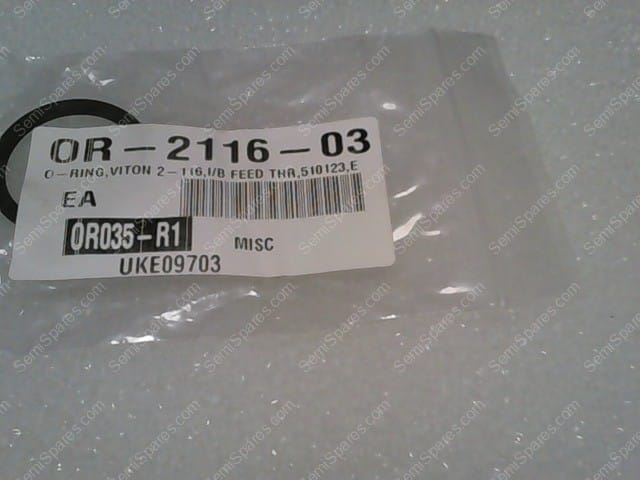 OR-2116-03
O-RING,VITON 2-116,I/B FEED THR,510123,E
EA
OR035-R1
MISC
UKE09703
SemiSpares.com